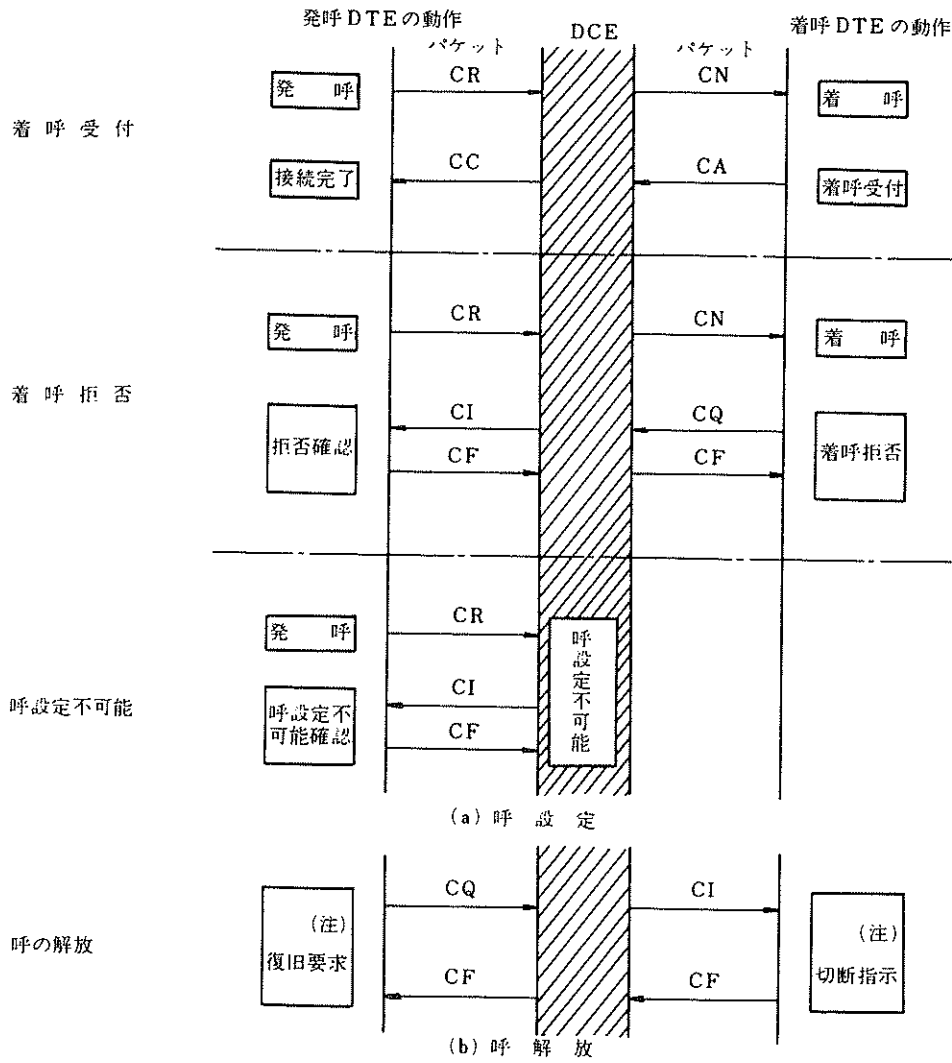 発呼DTEの動作
DCE
着呼DTEの動作
パケット
パケット
着呼受付
発呼
CR
CN
着呼
接続完了
CC
CA
着呼受付
着呼拒否
発呼
CR
CN
着呼
拒否確認
CI
CF
CQ
CF
着呼拒否
呼設定不可能
発呼
CR
呼設定不
可能確認
CI
CF
呼設定不可能
(a) 呼設定
呼の解放
(注)
復旧要求
CQ
CF
CI
CF
(注)
切断指示
(b) 呼解放